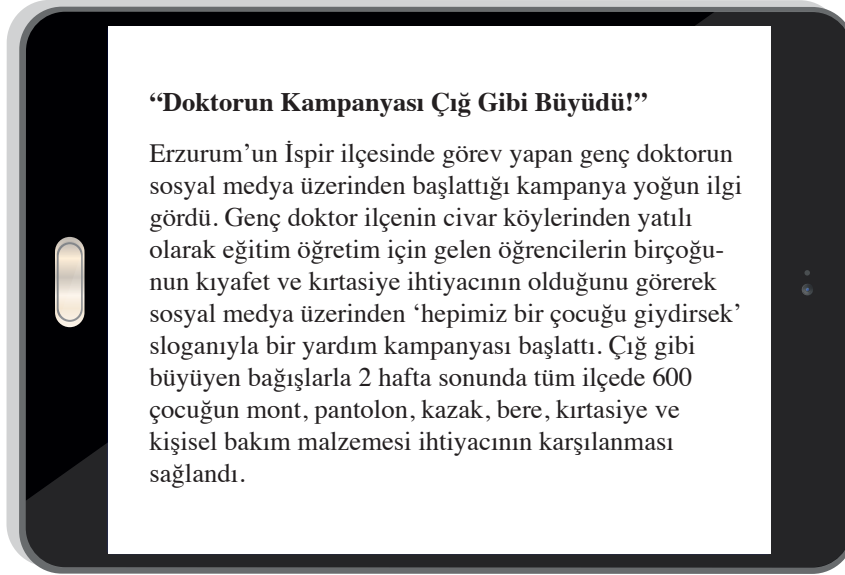 “Doktorun Kampanyası Çığ Gibi Büyüdü!”
Erzurum’un İspir ilçesinde görev yapan genç doktorun
sosyal medya üzerinden başlattığı kampanya yoğun ilgi
gördü. Genç doktor ilçenin civar köylerinden yatılı
olarak eğitim öğretim için gelen öğrencilerin birçoğu-
nun kıyafet ve kırtasiye ihtiyacının olduğunu görerek
sosyal medya üzerinden ‘hepimiz bir çocuğu giydirsek’
sloganıyla bir yardım kampanyası başlattı. Çığ gibi
büyüyen bağışlarla 2 hafta sonunda tüm ilçede 600
çocuğun mont, pantolon, kazak, bere, kırtasiye ve
kişisel bakım malzemesi ihtiyacının karşılanması
sağlandı.